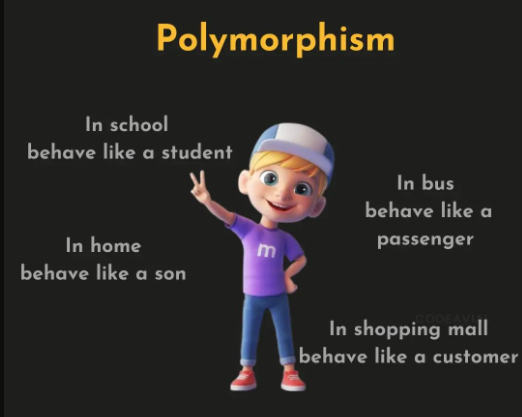 Polymorphism
In school
behave like a student
In bus
behave like a
passenger
In home
behave like a son
m
In shopping mall
behave like a customer